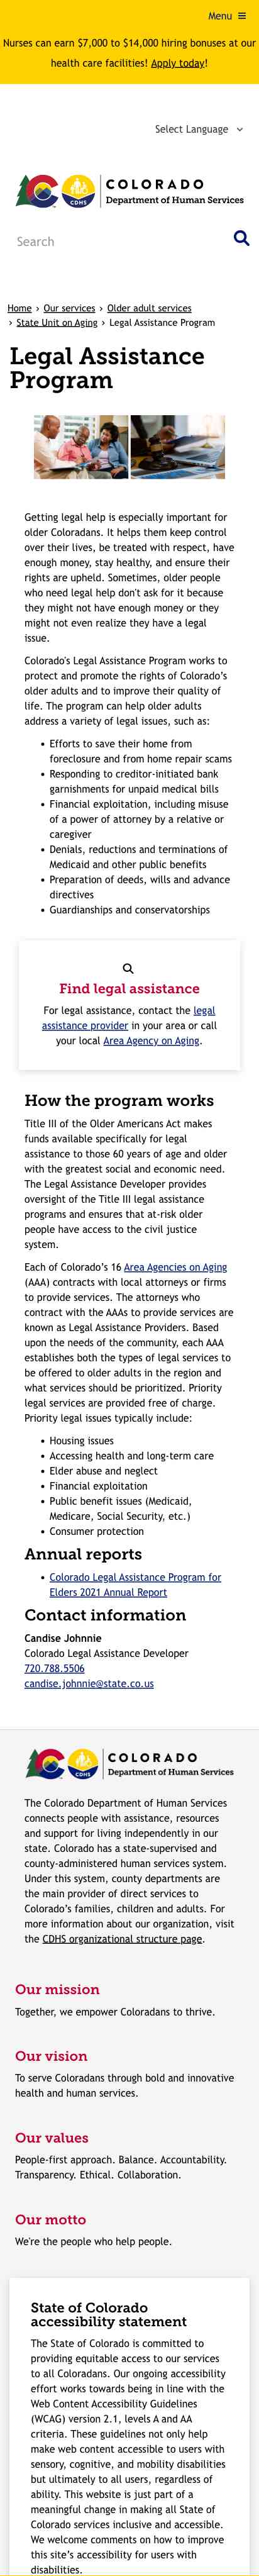 Menu ≡
Nurses can earn $7,000 to $14,000 hiring bonuses at our
health care facilities! Apply today!
Select Language
COLORADO
Department of Human Services
CDHS
Search
Home › Our services › Older adult services
› State Unit on Aging › Legal Assistance Program
Legal Assistance
Program
Getting legal help is especially important for
older Coloradans. It helps them keep control
over their lives, be treated with respect, have
enough money, stay healthy, and ensure their
rights are upheld. Sometimes, older people
who need legal help don't ask for it because
they might not have enough money or they
might not even realize they have a legal
issue.
Colorado's Legal Assistance Program works to
protect and promote the rights of Colorado’s
older adults and to improve their quality of
life. The program can help older adults
address a variety of legal issues, such as:
• Efforts to save their home from
foreclosure and from home repair scams
• Responding to creditor-initiated bank
garnishments for unpaid medical bills
• Financial exploitation, including misuse
of a power of attorney by a relative or
caregiver
• Denials, reductions and terminations of
Medicaid and other public benefits
• Preparation of deeds, wills and advance
directives
• Guardianships and conservatorships
Find legal assistance
For legal assistance, contact the legal
assistance provider in your area or call
your local Area Agency on Aging.
How the program works
Title III of the Older Americans Act makes
funds available specifically for legal
assistance to those 60 years of age and older
with the greatest social and economic need.
The Legal Assistance Developer provides
oversight of the Title III legal assistance
programs and ensures that at-risk older
people have access to the civil justice
system.
Each of Colorado’s 16 Area Agencies on Aging
(AAA) contracts with local attorneys or firms
to provide services. The attorneys who
contract with the AAAs to provide services are
known as Legal Assistance Providers. Based
upon the needs of the community, each AAA
establishes both the types of legal services to
be offered to older adults in the region and
what services should be prioritized. Priority
legal services are provided free of charge.
Priority legal issues typically include:
• Housing issues
• Accessing health and long-term care
• Elder abuse and neglect
• Financial exploitation
• Public benefit issues (Medicaid,
Medicare, Social Security, etc.)
• Consumer protection
Annual reports
• Colorado Legal Assistance Program for
Elders 2021 Annual Report
Contact information
Candise Johnnie
Colorado Legal Assistance Developer
720.788.5506
candise.johnnie@state.co.us
COLORADO
Department of Human Services
CDHS
The Colorado Department of Human Services
connects people with assistance, resources
and support for living independently in our
state. Colorado has a state-supervised and
county-administered human services system.
Under this system, county departments are
the main provider of direct services to
Colorado’s families, children and adults. For
more information about our organization, visit
the CDHS organizational structure page.
Our mission
Together, we empower Coloradans to thrive.
Our vision
To serve Coloradans through bold and innovative
health and human services.
Our values
People-first approach. Balance. Accountability.
Transparency. Ethical. Collaboration.
Our motto
We're the people who help people.
State of Colorado
accessibility statement
The State of Colorado is committed to
providing equitable access to our services
to all Coloradans. Our ongoing accessibility
effort works towards being in line with the
Web Content Accessibility Guidelines
(WCAG) version 2.1, levels A and AA
criteria. These guidelines not only help
make web content accessible to users with
sensory, cognitive, and mobility disabilities
but ultimately to all users, regardless of
ability. This website is just part of a
meaningful change in making all State of
Colorado services inclusive and accessible.
We welcome comments on how to improve
this site’s accessibility for users with
disabilities.